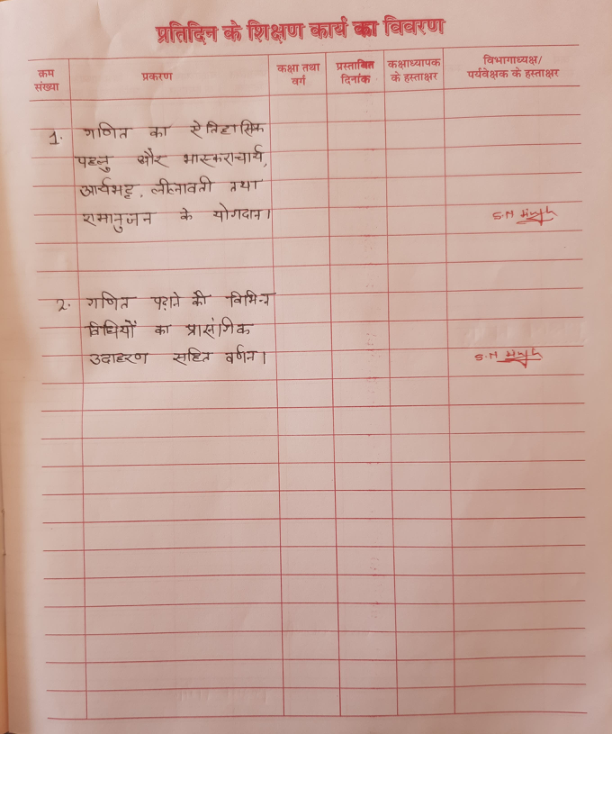 प्रतिदिन के शिक्षण कार्य का विवरण
क्रम संख्या
प्रकरण
कक्षा तथा वर्ग
प्रस्तावित दिनांक
कक्षाध्यापक के हस्ताक्षर
विभागाध्यक्ष/ पर्यवेक्षक के हस्ताक्षर
1. गणित का ऐतिहासिक
पहलु और भास्कराचार्य,
आर्यभट्ट, लीलावती तथा
रामानुजन के योगदान।
2. गणित पढ़ाने की विभिन्न
विधियों का प्रासंगिक
उदाहरण सहित वर्णन।